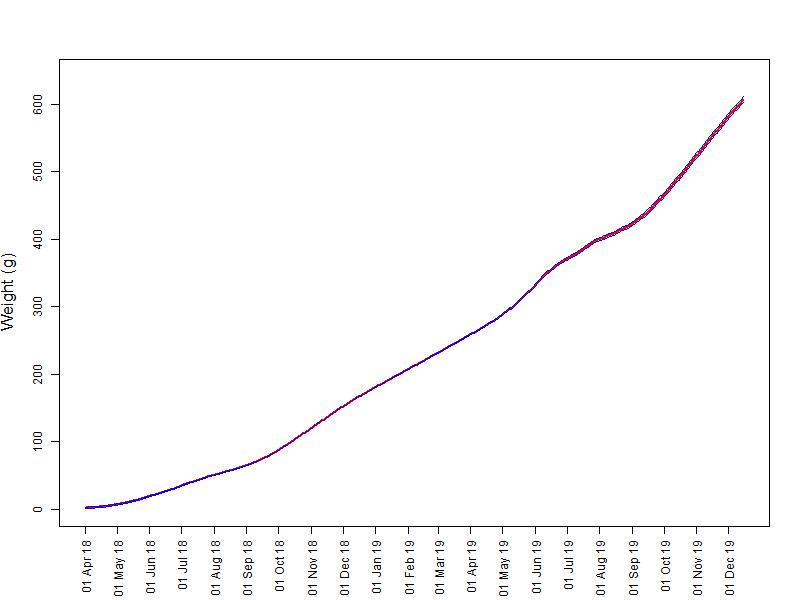 Weight (g)
600
500
400
300
200
100
0
01 Apr 18
01 May 18
01 Jun 18
01 Jul 18
01 Aug 18
01 Sep 18
01 Oct 18
01 Nov 18
01 Dec 18
01 Jan 19
01 Feb 19
01 Mar 19
01 Apr 19
01 May 19
01 Jun 19
01 Jul 19
01 Aug 19
01 Sep 19
01 Oct 19
01 Nov 19
01 Dec 19